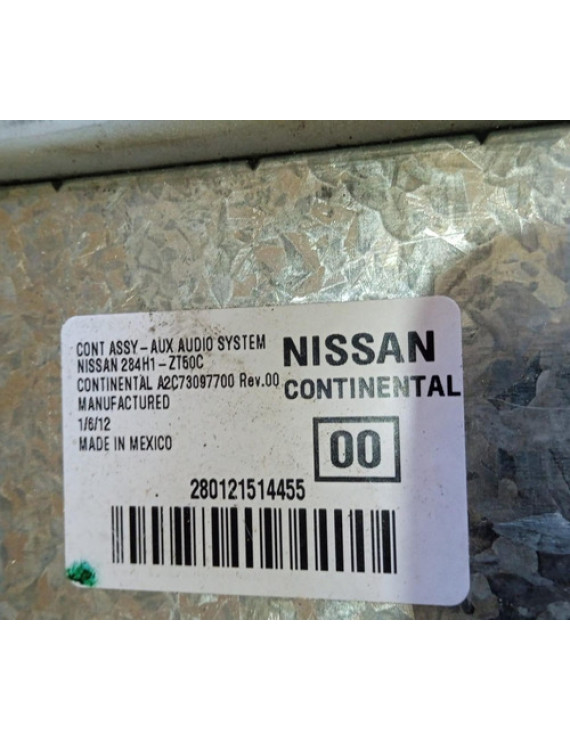 CONT ASSY-AUX AUDIO SYSTEM
NISSAN 284H1-ZT50C
CONTINENTAL A2C73097700 Rev.00
MANUFACTURED
1/6/12
MADE IN MEXICO
NISSAN
CONTINENTAL
00
280121514455